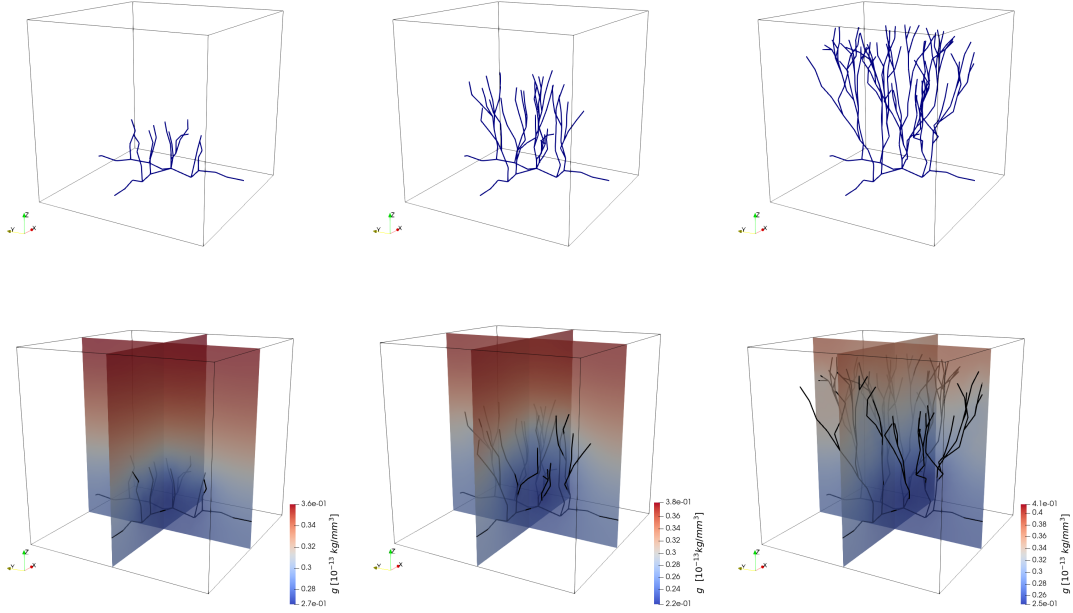 Z
Y
X
Z
Y
X
Z
Y
X
3.6e-01
0.34
0.32
0.3
0.28
2.7e-01
g [10⁻¹³ kg/mm³]
Z
Y
X
3.8e-01
0.36
0.34
0.32
0.3
0.28
0.26
0.24
2.2e-01
g [10⁻¹³ kg/mm³]
Z
Y
X
4.1e-01
0.4
0.38
0.36
0.34
0.32
0.3
0.28
0.26
2.5e-01
g [10⁻¹³ kg/mm³]
Z
Y
X